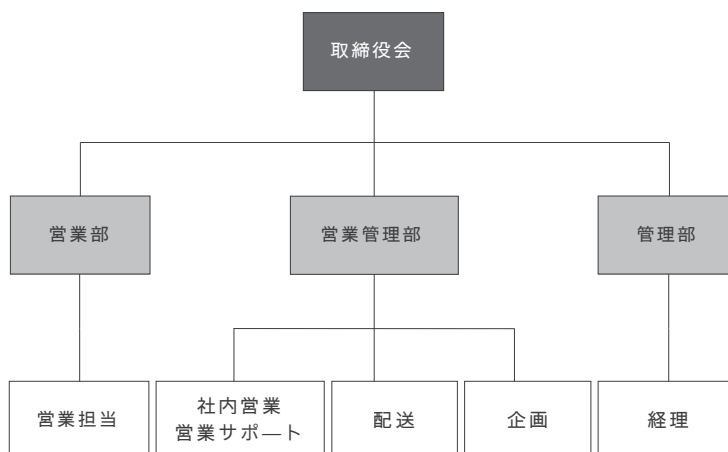 取締役会
営業部
営業管理部
管理部
営業担当
社内営業
営業サポート
配送
企画
経理